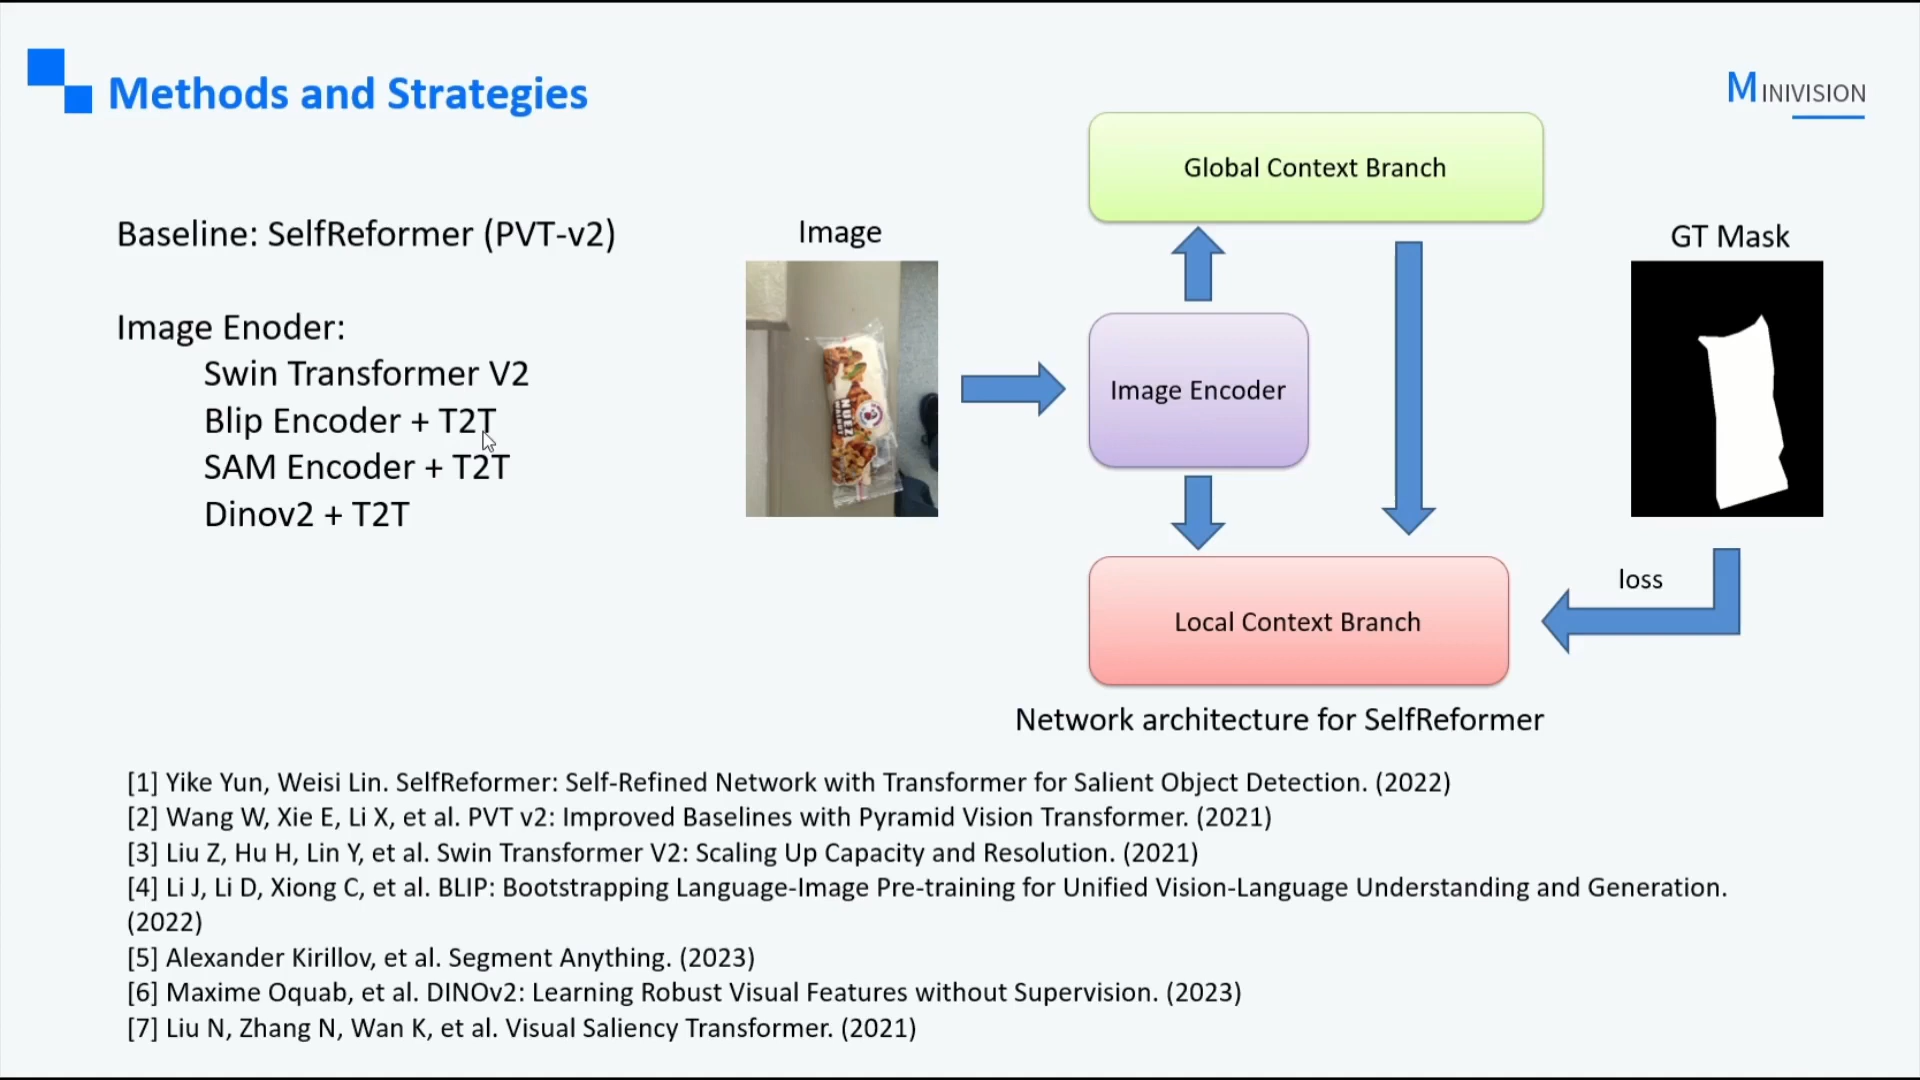 Methods and Strategies
MINIVISION
Baseline: SelfReformer (PVT-v2)
Image Enoder:
Swin Transformer V2
Blip Encoder + T2T
SAM Encoder + T2T
Dinov2 + T2T
Image
Global Context Branch
Image Encoder
Local Context Branch
GT Mask
loss
Network architecture for SelfReformer
[1] Yike Yun, Weisi Lin. SelfReformer: Self-Refined Network with Transformer for Salient Object Detection. (2022)
[2] Wang W, Xie E, Li X, et al. PVT v2: Improved Baselines with Pyramid Vision Transformer. (2021)
[3] Liu Z, Hu H, Lin Y, et al. Swin Transformer V2: Scaling Up Capacity and Resolution. (2021)
[4] Li J, Li D, Xiong C, et al. BLIP: Bootstrapping Language-Image Pre-training for Unified Vision-Language Understanding and Generation.
(2022)
[5] Alexander Kirillov, et al. Segment Anything. (2023)
[6] Maxime Oquab, et al. DINOv2: Learning Robust Visual Features without Supervision. (2023)
[7] Liu N, Zhang N, Wan K, et al. Visual Saliency Transformer. (2021)